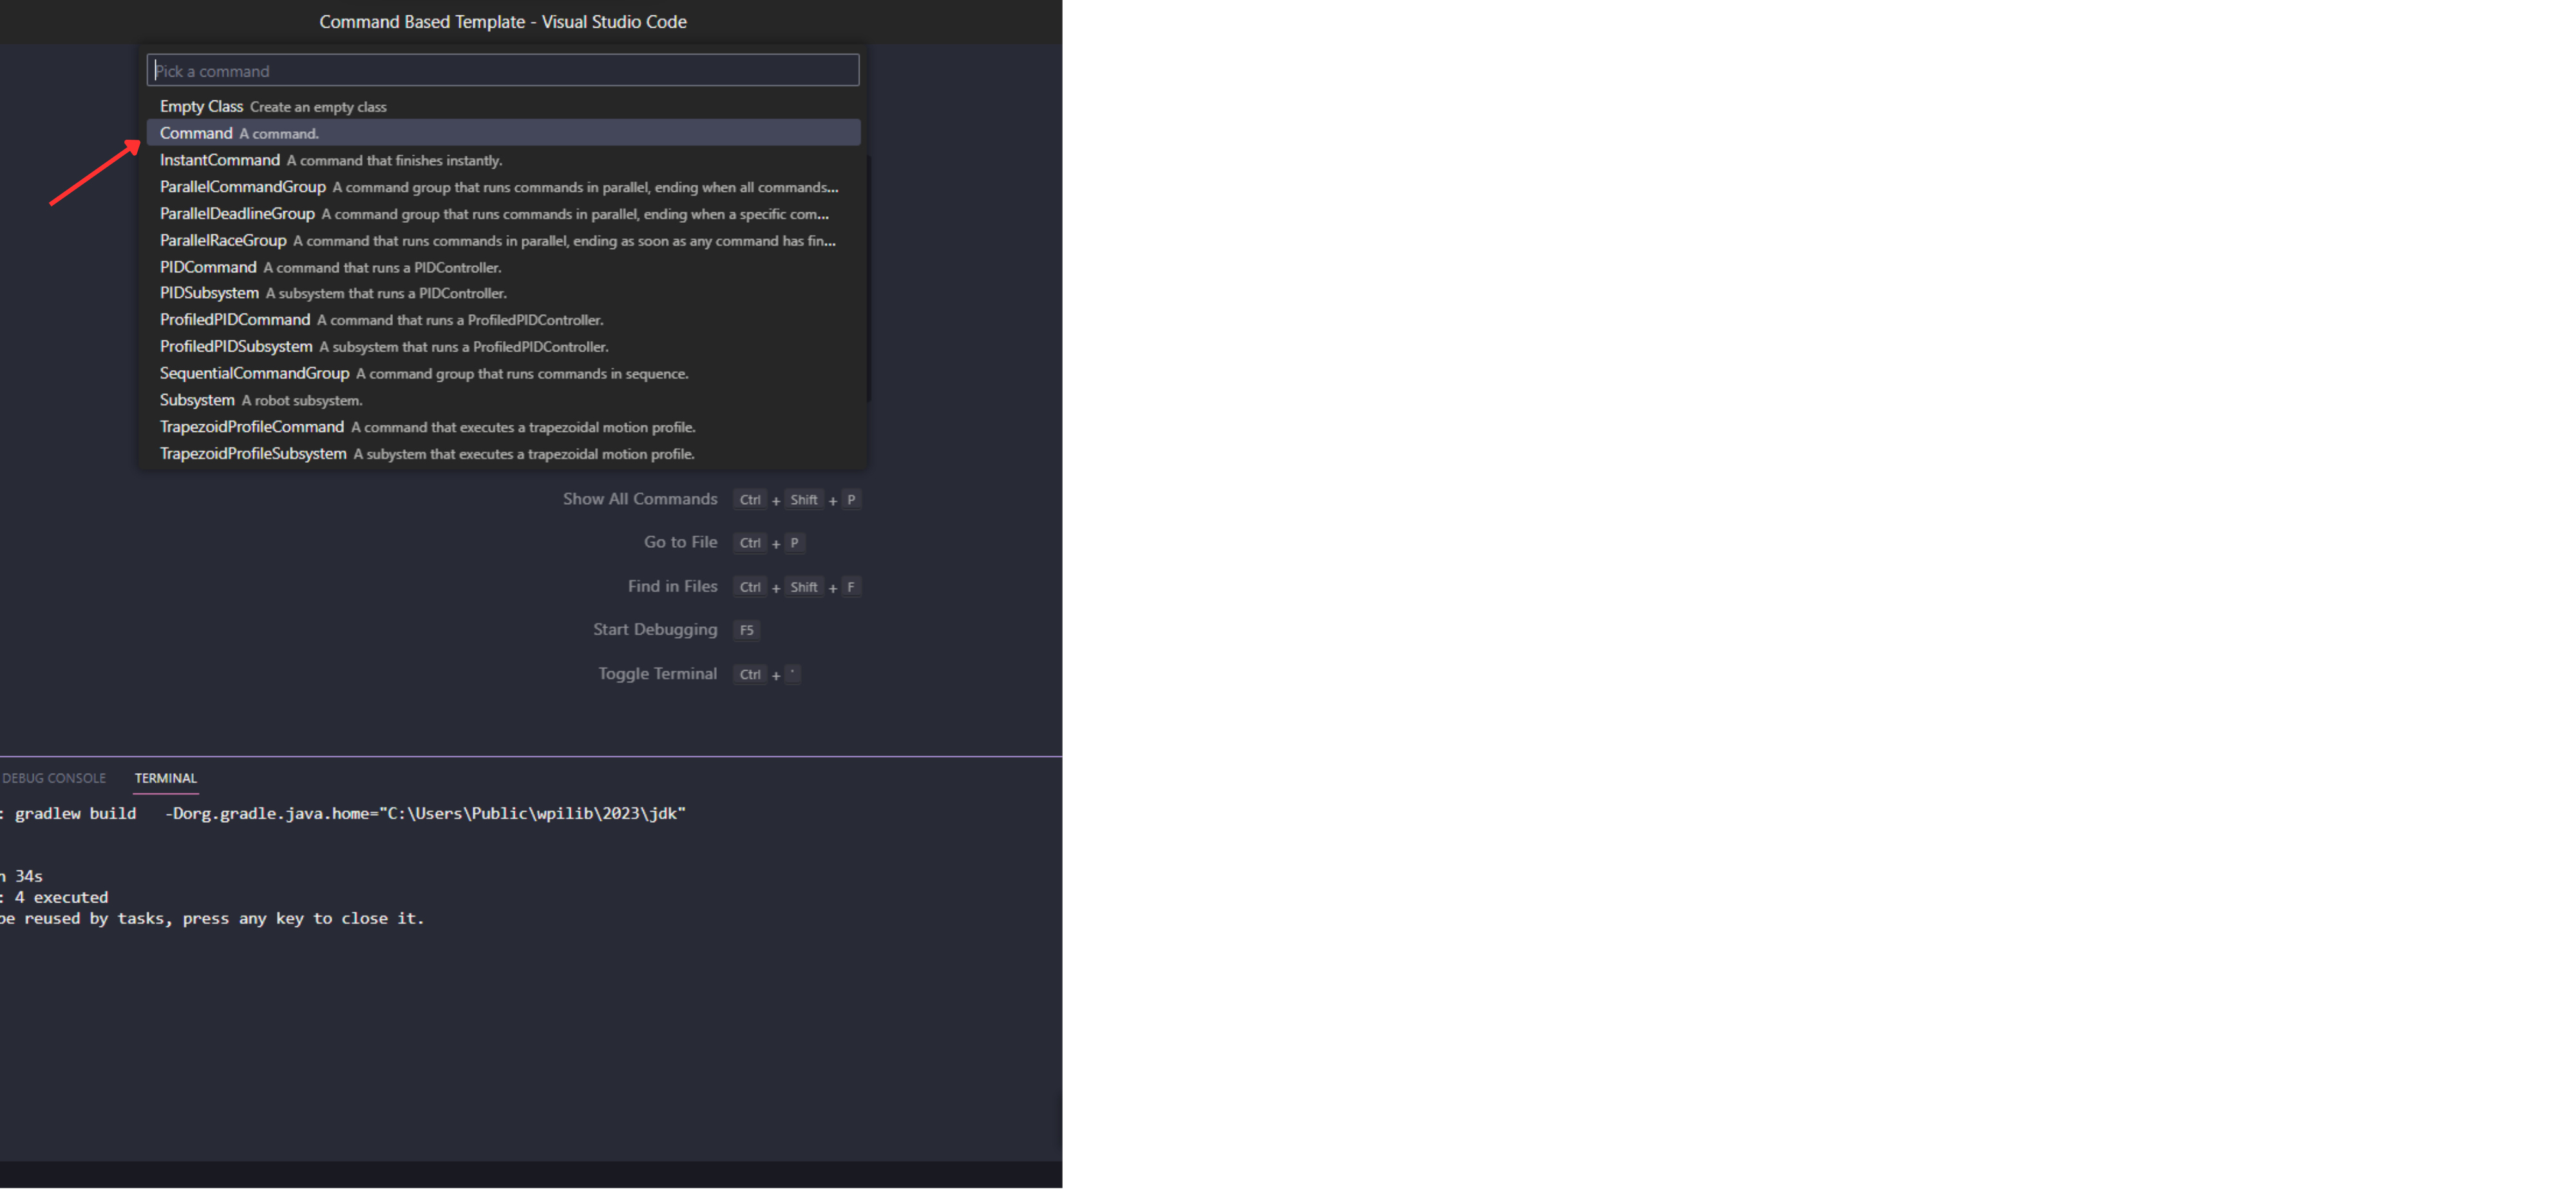 Command Based Template - Visual Studio Code
Pick a command
Empty Class Create an empty class
Command A command.
InstantCommand A command that finishes instantly.
ParallelCommandGroup A command group that runs commands in parallel, ending when all commands...
ParallelDeadlineGroup A command group that runs commands in parallel, ending when a specific com...
ParallelRaceGroup A command that runs commands in parallel, ending as soon as any command has fin...
PIDCommand A command that runs a PIDController.
PIDSubsystem A subsystem that runs a PIDController.
ProfiledPIDCommand A command that runs a ProfiledPIDController.
ProfiledPIDSubsystem A subsystem that runs a ProfiledPIDController.
SequentialCommandGroup A command group that runs commands in sequence.
Subsystem A robot subsystem.
TrapezoidProfileCommand A command that executes a trapezoidal motion profile.
TrapezoidProfileSubsystem A subystem that executes a trapezoidal motion profile.
Show All Commands Ctrl + Shift + P
Go to File Ctrl + P
Find in Files Ctrl + Shift + F
Start Debugging F5
Toggle Terminal Ctrl + `
DEBUG CONSOLE TERMINAL
: gradlew build -Dorg.gradle.java.home="C:\Users\Public\wpilib\2023\jdk"
n 34s
: 4 executed
be reused by tasks, press any key to close it.